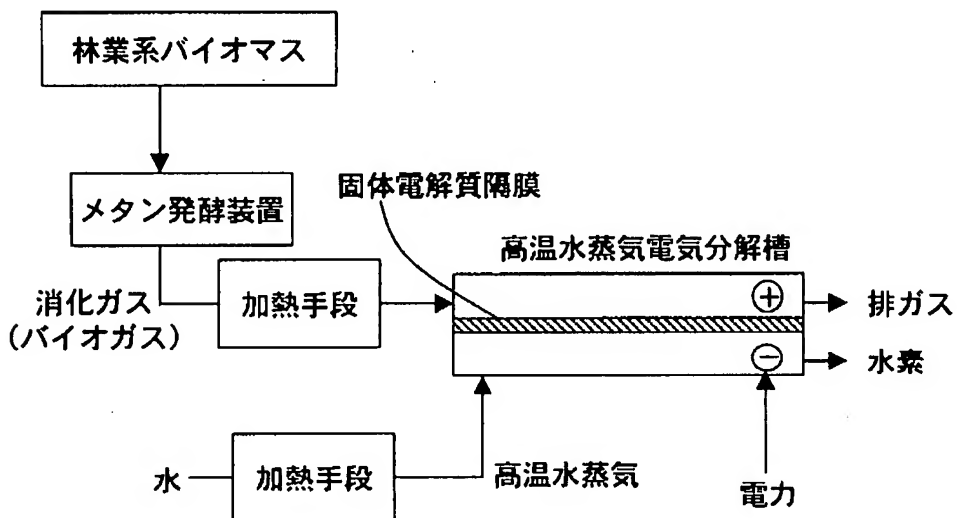 林業系バイオマス
メタン発酵装置
固体電解質隔膜
高温水蒸気電気分解槽
消化ガス
(バイオガス)
加熱手段
+
排ガス
−
水素
水
加熱手段
高温水蒸気
電力